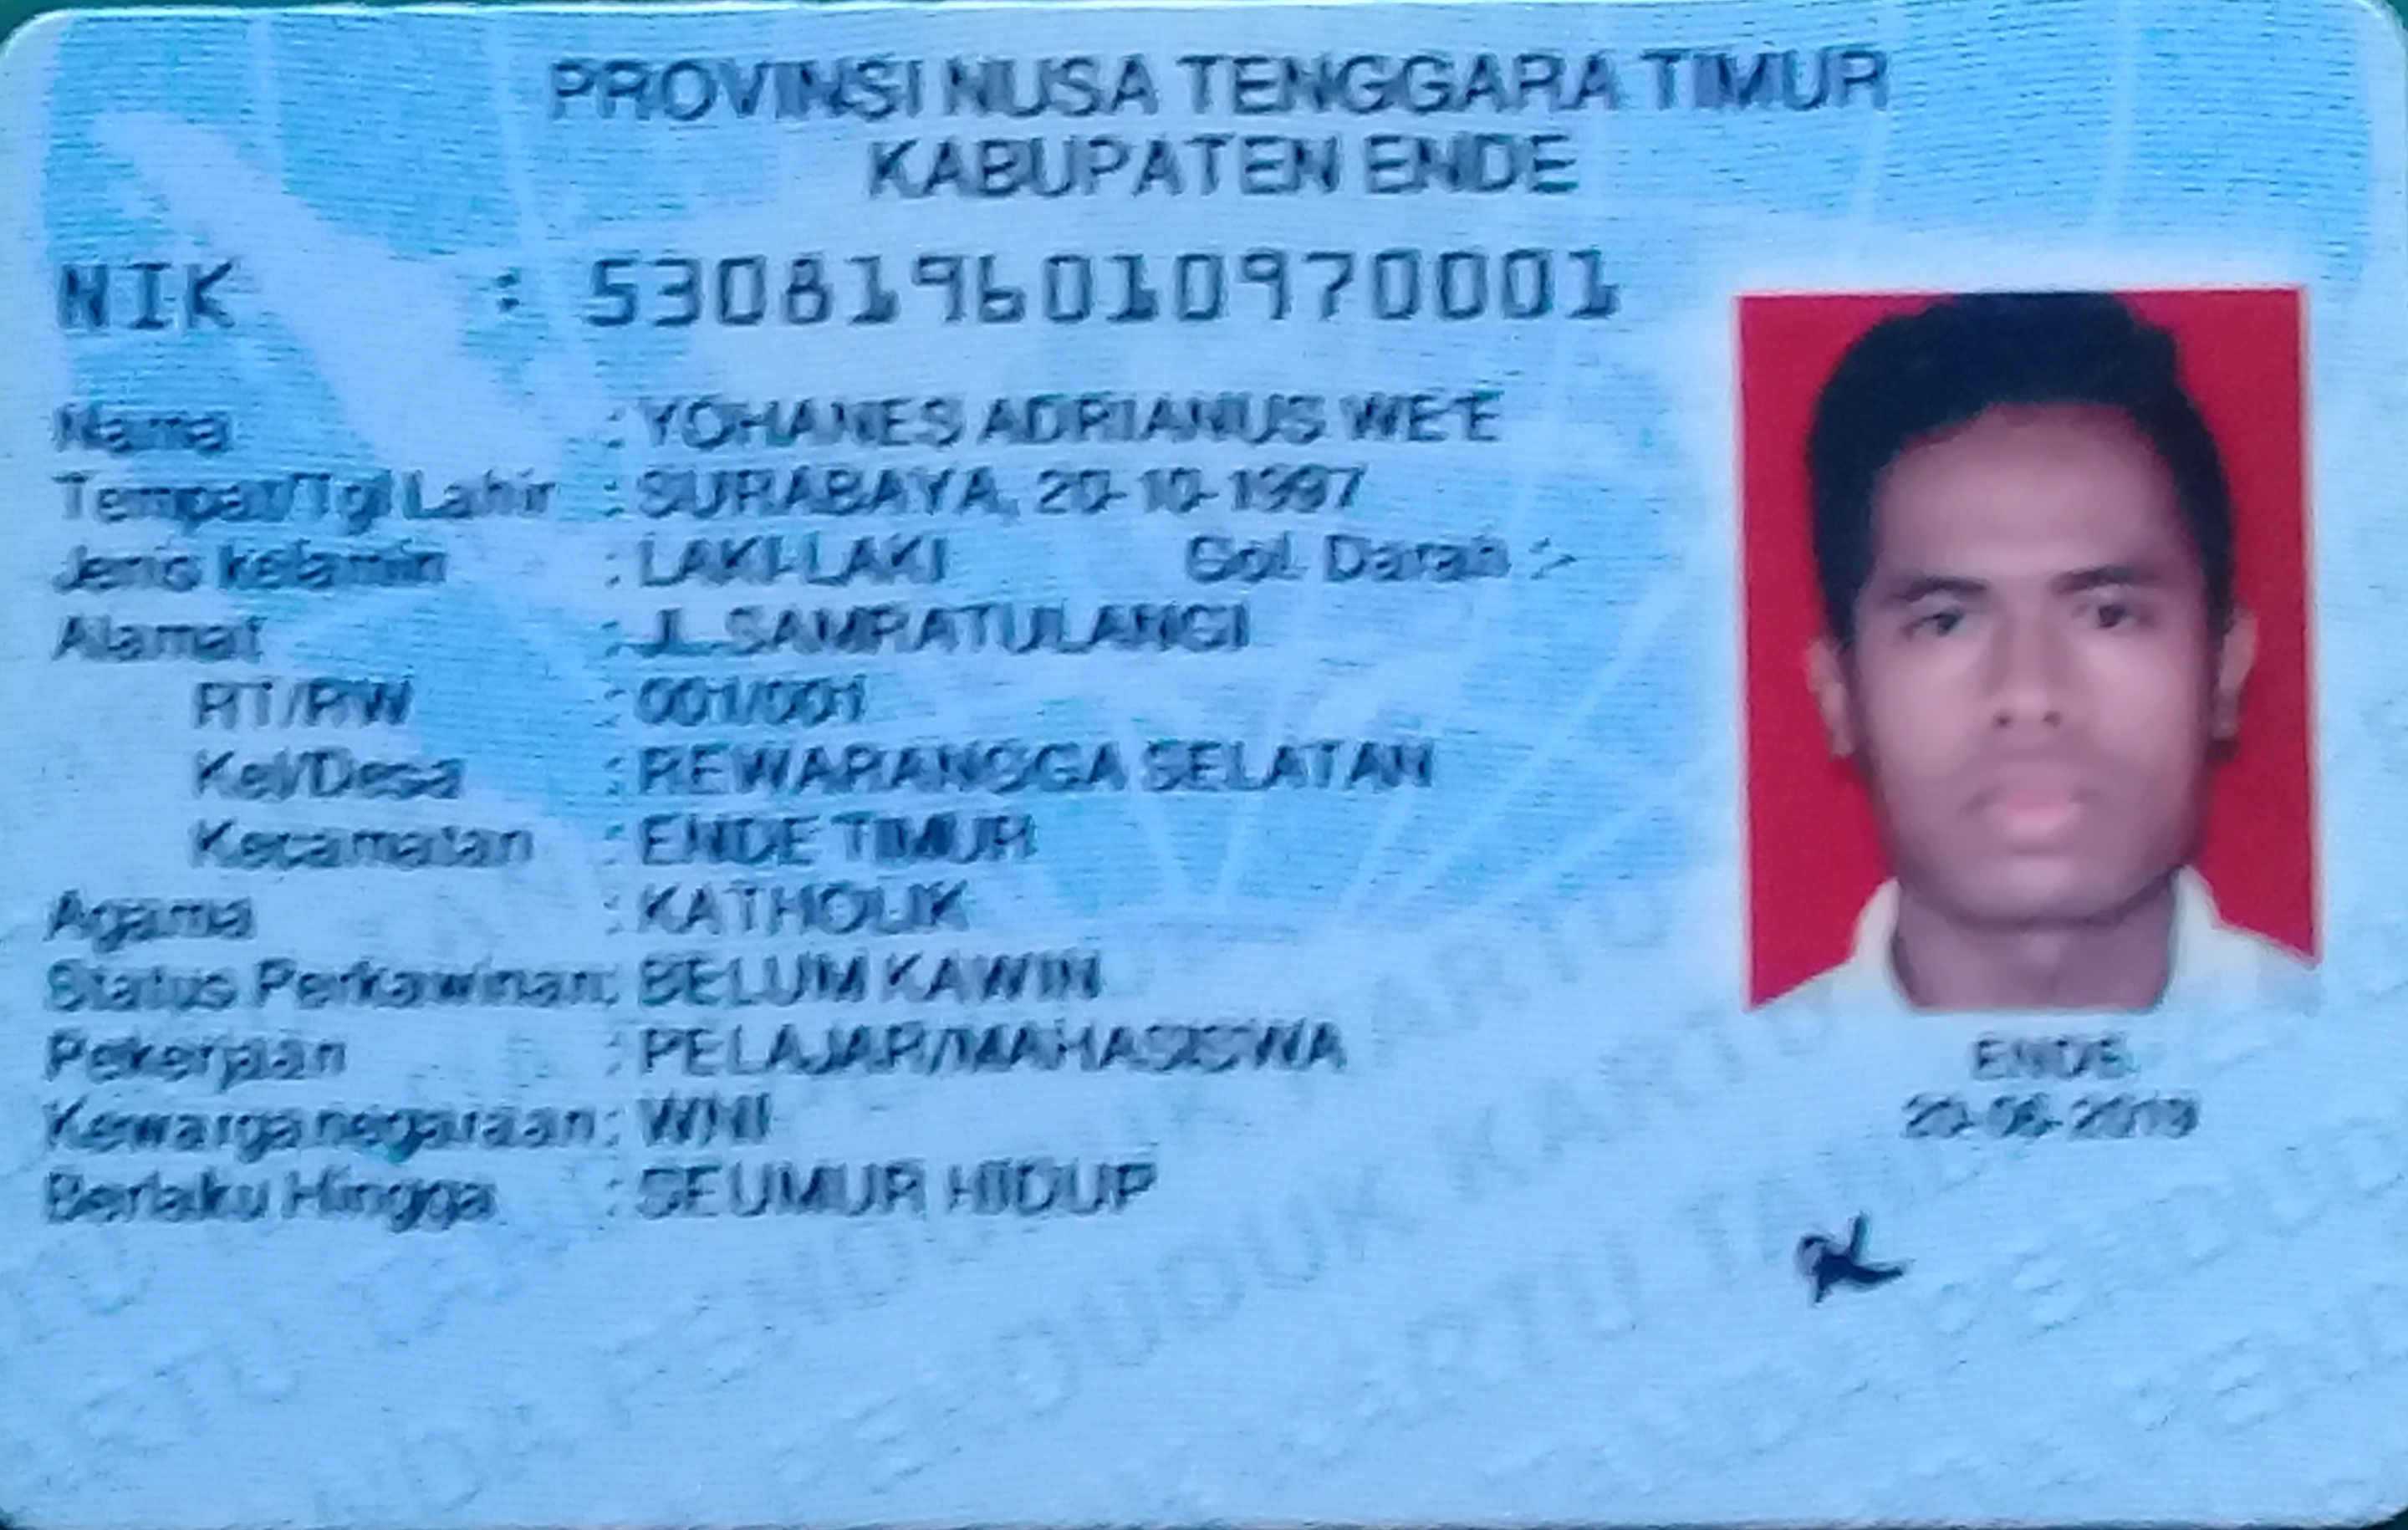 PROVINSI NUSA TENGGARA TIMUR
KABUPATEN ENDE
NIK : 5308196010970001
Nama : YOHANES ADRIANUS WE'E
Tempat/Tgl Lahir : SURABAYA, 20-10-1997
Jenis kelamin : LAKI-LAKI Gol. Darah :-
Alamat : JL.SAMRATULANGI
RT/RW : 001/001
Kel/Desa : REWARANGGA SELATAN
Kecamatan : ENDE TIMUR
Agama : KATHOLIK
Status Perkawinan: BELUM KAWIN
Pekerjaan : PELAJAR/MAHASISWA
Kewarganegaraan: WNI
Berlaku Hingga : SEUMUR HIDUP
ENDE
20-06-2019